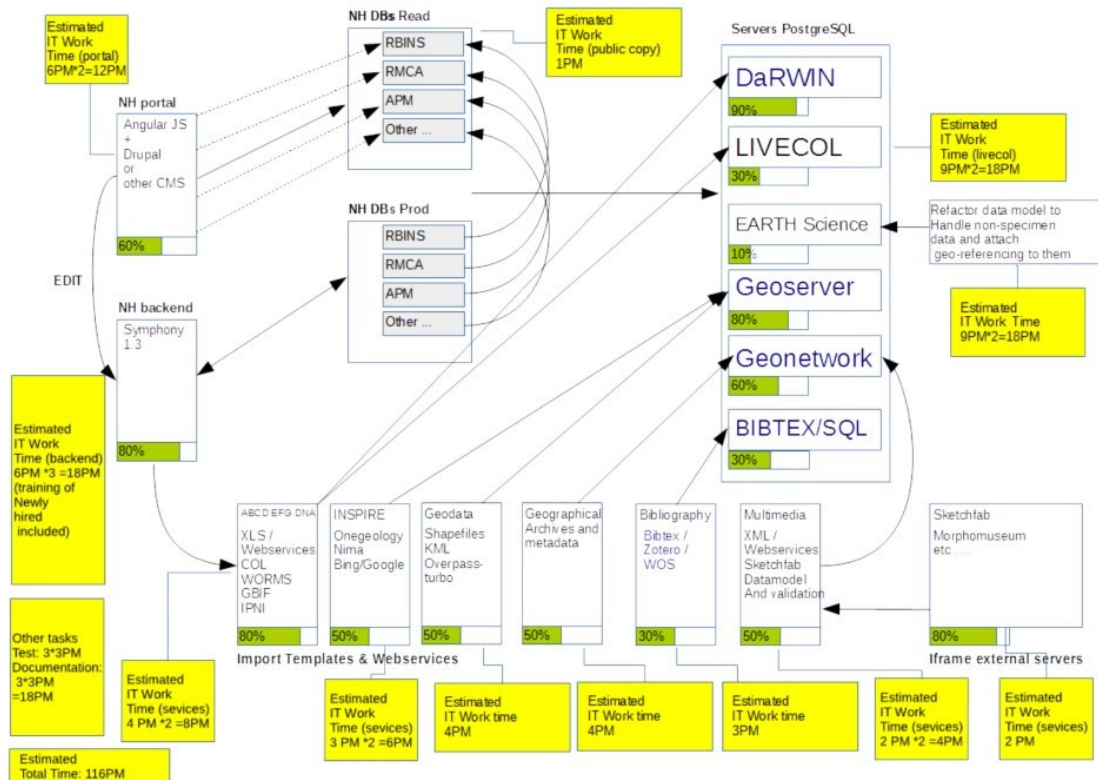 Estimated
IT Work
Time (portal)
6PM*2=12PM
NH DBs Read
RBINS
RMCA
APM
Other ...
Estimated
IT Work
Time (public copy)
1PM
Servers PostgreSQL
DaRWIN
90%
LIVECOL
30%
EARTH Science
10%
Geoserver
80%
Geonetwork
60%
BIBTEX/SQL
30%
Estimated
IT Work
Time (livecol)
9PM*2=18PM
Refactor data model to
Handle non-specimen
data and attach
geo-referencing to them
Estimated
IT Work Time
9PM*2=18PM
NH portal
Angular JS
+
Drupal
or
other CMS
60%
EDIT
NH DBs Prod
RBINS
RMCA
APM
Other ...
NH backend
Symphony
1.3
80%
Estimated
IT Work
Time (backend)
6PM *3 =18PM
(training of
Newly
hired
included)
ABCD EFG DNA
XLS /
Webservices
COL
WORMS
GBIF
IPNI
80%
INSPIRE
Onegeology
Nima
Bing/Google
50%
Geodata
Shapefiles
KML
Overpass-
turbo
50%
Geographical
Archives and
metadata
50%
Bibliography
Bibtex /
Zotero /
WOS
30%
Multimedia
XML /
Webservices
Sketchfab
Datamodel
And validation
50%
Sketchfab
Morphomuseum
etc .....
80%
Import Templates & Webservices
Iframe external servers
Other tasks
Test: 3*3PM
Documentation:
3*3PM
=18PM
Estimated
IT Work
Time (sevices)
4 PM *2 =8PM
Estimated
IT Work
Time (sevices)
3 PM *2 =6PM
Estimated
IT Work time
4PM
Estimated
IT Work time
4PM
Estimated
IT Work time
3PM
Estimated
IT Work
Time (sevices)
2 PM *2 =4PM
Estimated
IT Work
Time (sevices)
2 PM
Estimated
Total Time: 116PM